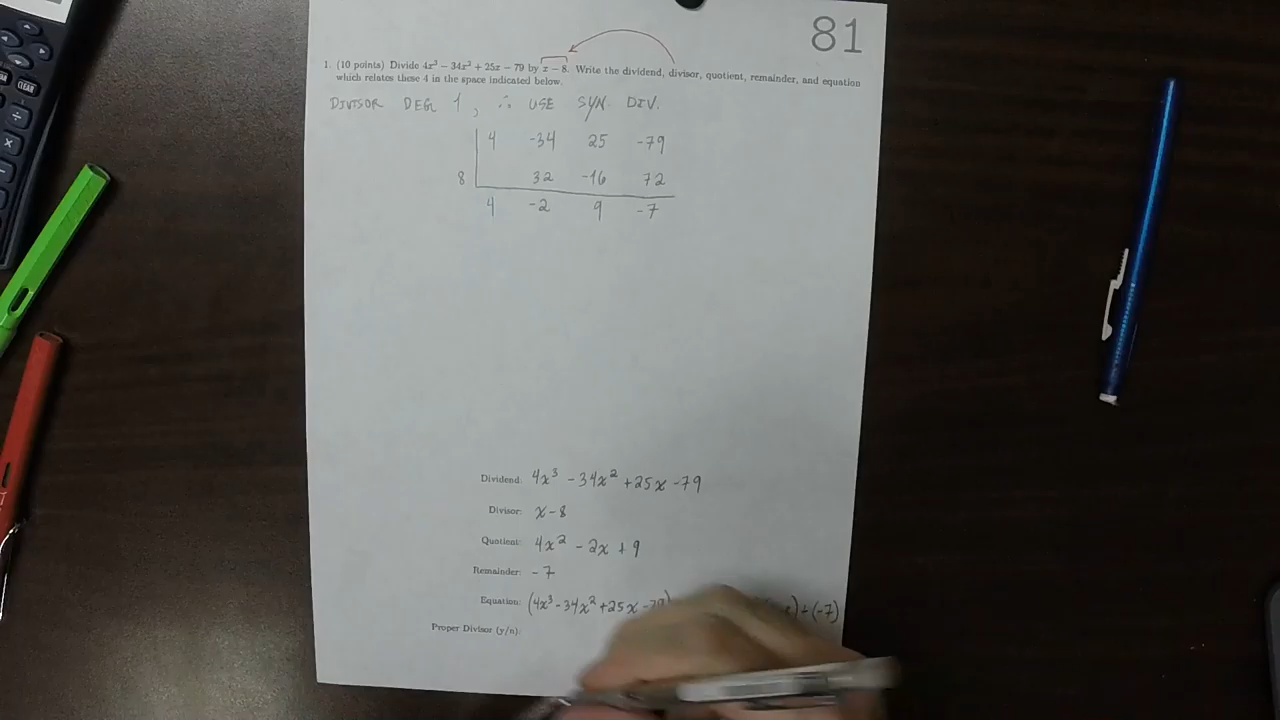 81
1. (10 points) Divide 4x³ − 34x² + 25x − 79 by x − 8. Write the dividend, divisor, quotient, remainder, and equation
which relates these 4 in the space indicated below.
DIVISOR DEG 1, ∴ USE SYN. DIV.
4 -34 25 -79
8 32 -16 72
4 -2 9 -7
Dividend: 4x³ - 34x² + 25x - 79
Divisor: x - 8
Quotient: 4x² - 2x + 9
Remainder: - 7
Equation: (4x³ - 34x² + 25x - 79) ) + (-7)
Proper Divisor (y/n):
CLEAR
÷
×